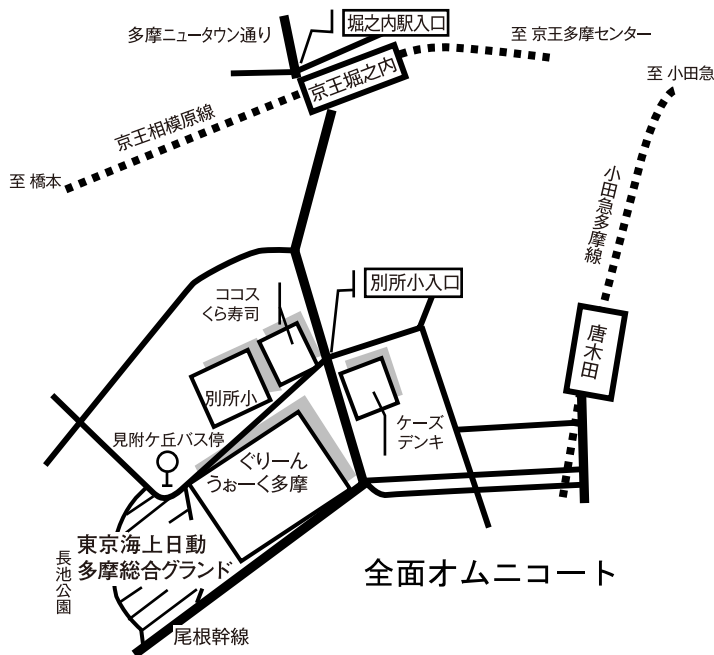 堀之内駅入口
多摩ニュータウン通り
至 京王多摩センター
京王堀之内
至 小田急
京王相模原線
至 橋本
小田急多摩線
ココス
くら寿司
別所小入口
唐木田
別所小
ケーズ
デンキ
見附ケ丘バス停
ぐりーん
うぉーく多摩
東京海上日動
多摩総合グランド
長池公園
全面オムニコート
尾根幹線